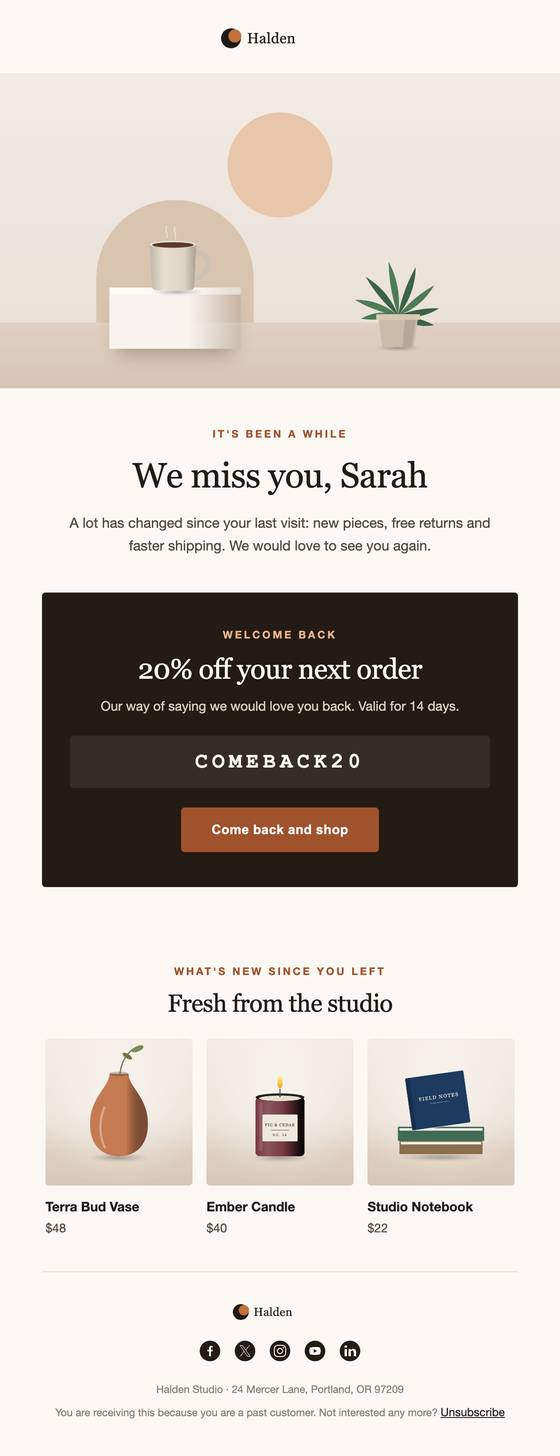 Halden
IT'S BEEN A WHILE
We miss you, Sarah
A lot has changed since your last visit: new pieces, free returns and
faster shipping. We would love to see you again.
WELCOME BACK
20% off your next order
Our way of saying we would love you back. Valid for 14 days.
COMEBACK20
Come back and shop
WHAT'S NEW SINCE YOU LEFT
Fresh from the studio
FIG & CEDAR
NO. 24
FIELD NOTES
Terra Bud Vase
Ember Candle
Studio Notebook
$48
$40
$22
Halden
Halden Studio · 24 Mercer Lane, Portland, OR 97209
You are receiving this because you are a past customer. Not interested any more? Unsubscribe